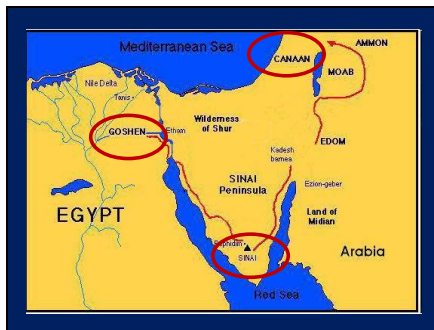 Mediterranean Sea
AMMON
CANAAN
MOAB
Nile Delta
Tanis
Wilderness
of Shur
GOSHEN
Etham
EDOM
Kadesh
barnea
SINAI
Peninsula
Ezion-geber
EGYPT
Land of
Midian
Rephidim
SINAI
Arabia
Red Sea